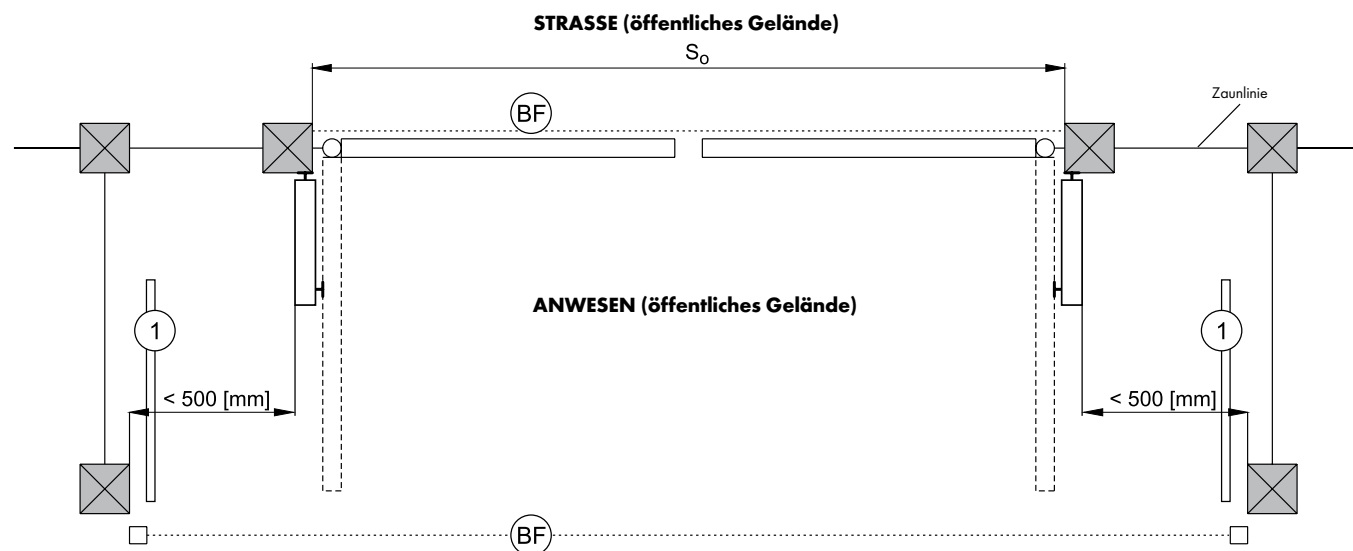 STRASSE (öffentliches Gelände)
So
Zaunlinie
BF
ANWESEN (öffentliches Gelände)
1
1
< 500 [mm]
< 500 [mm]
BF